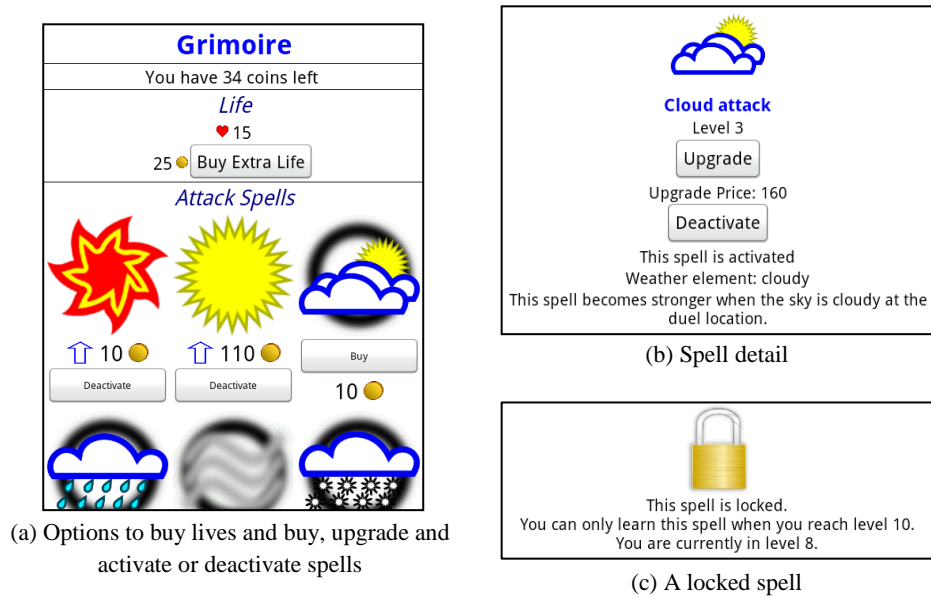 Grimoire
You have 34 coins left
Life
15
25 Buy Extra Life
Attack Spells
10 110
Deactivate Deactivate Buy
10
(a) Options to buy lives and buy, upgrade and
activate or deactivate spells
Cloud attack
Level 3
Upgrade
Upgrade Price: 160
Deactivate
This spell is activated
Weather element: cloudy
This spell becomes stronger when the sky is cloudy at the
duel location.
(b) Spell detail
This spell is locked.
You can only learn this spell when you reach level 10.
You are currently in level 8.
(c) A locked spell